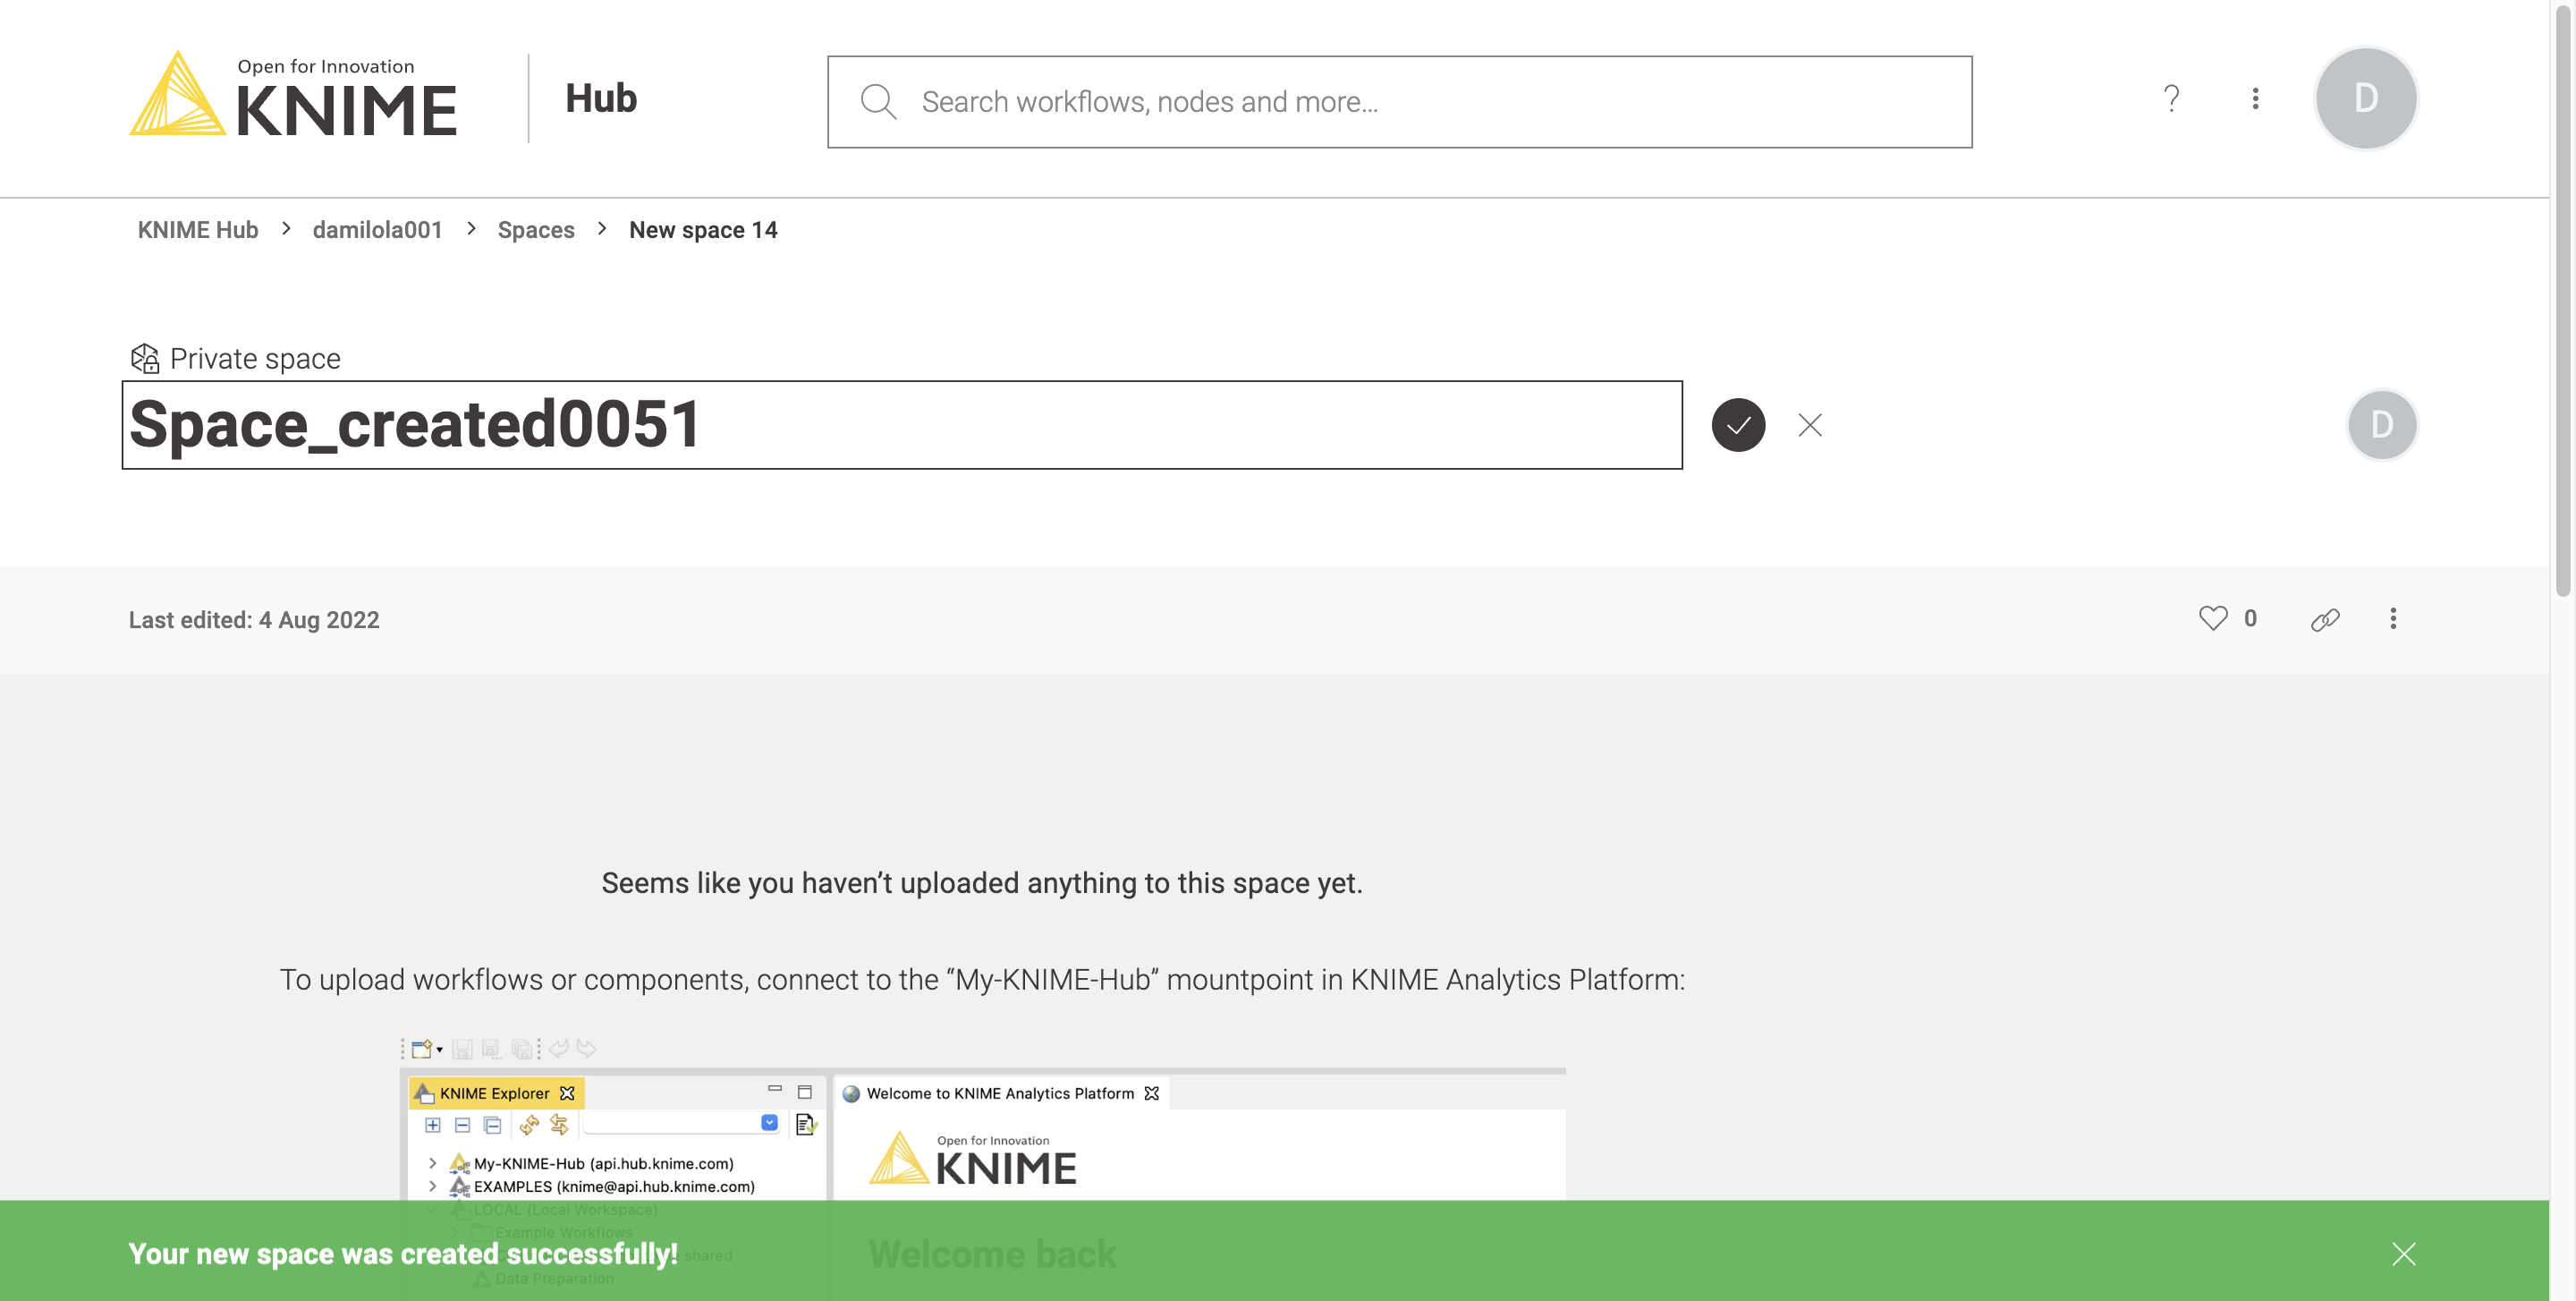 Open for Innovation
KNIME
Hub
Search workflows, nodes and more...
D
KNIME Hub > damilola001 > Spaces > New space 14
Private space
Space_created0051
D
Last edited: 4 Aug 2022
0
Seems like you haven’t uploaded anything to this space yet.
To upload workflows or components, connect to the “My-KNIME-Hub” mountpoint in KNIME Analytics Platform:
KNIME Explorer
Welcome to KNIME Analytics Platform
Open for Innovation
KNIME
My-KNIME-Hub (api.hub.knime.com)
EXAMPLES (knime@api.hub.knime.com)
LOCAL (Local Workspace)
Example Workflows
Your new space was created successfully!
shared
Welcome back
Data Preparation